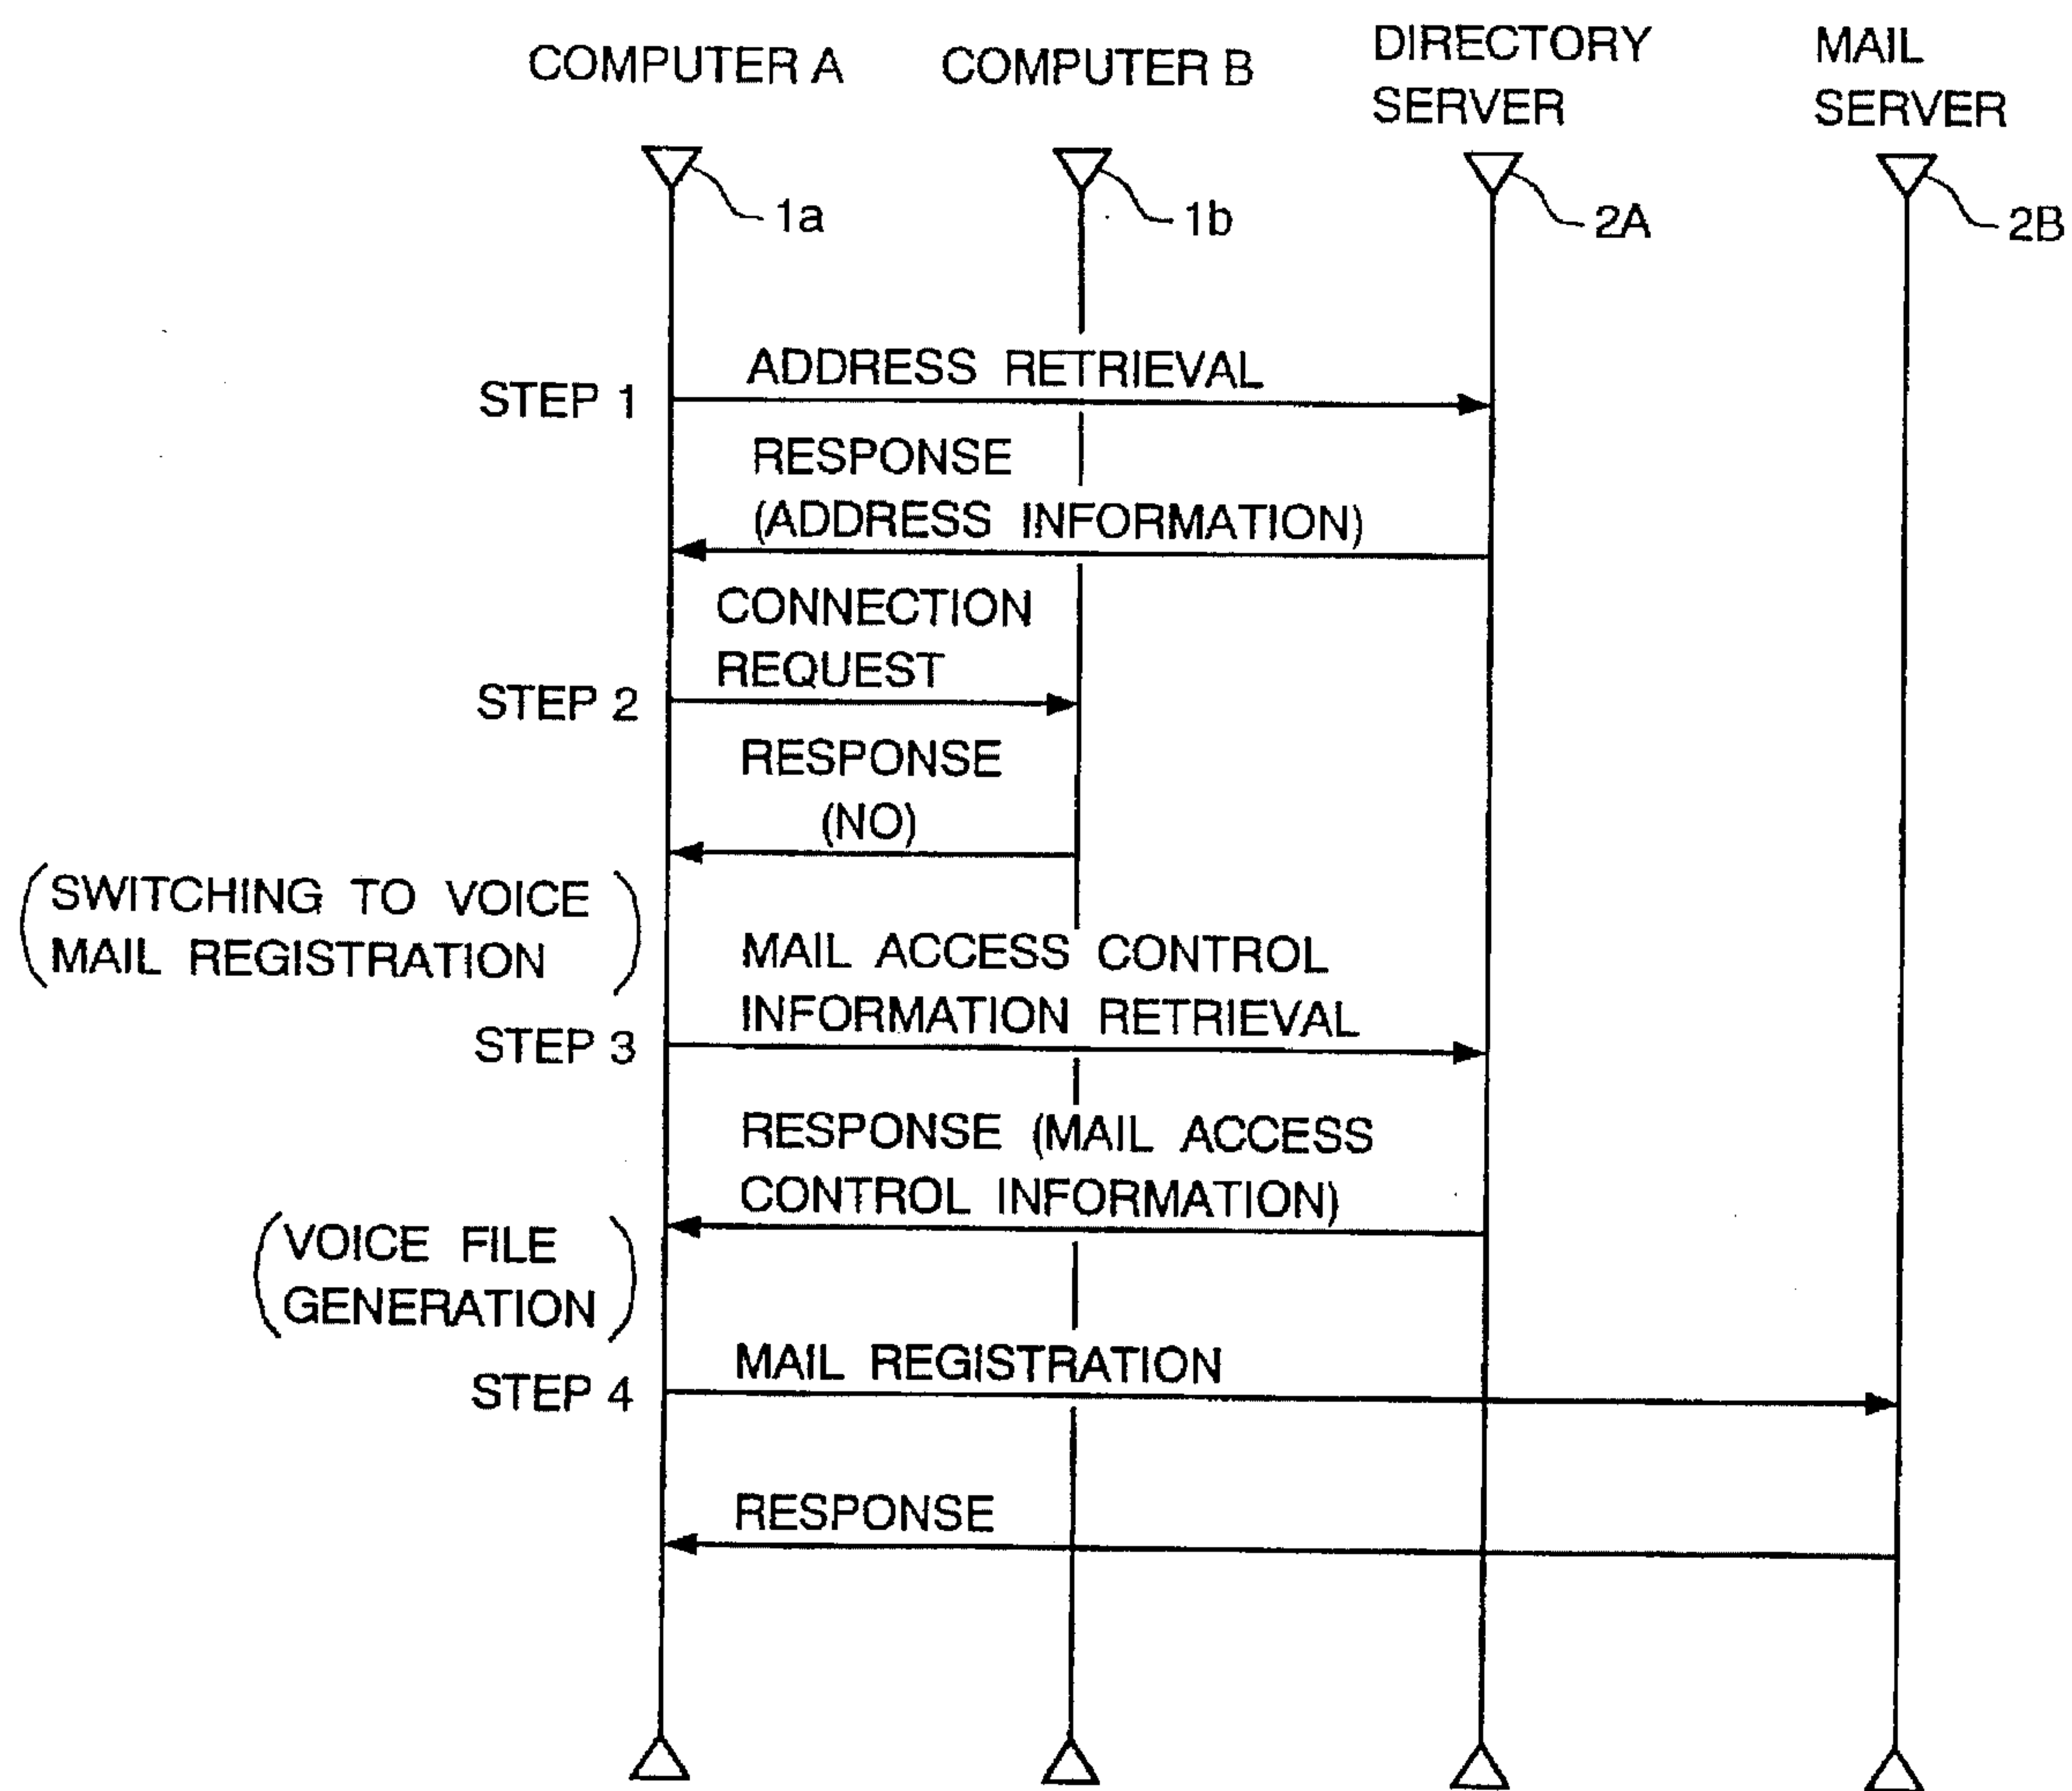 COMPUTER A
COMPUTER B
DIRECTORY
SERVER
MAIL
SERVER
1a
1b
2A
2B
ADDRESS RETRIEVAL
STEP 1
RESPONSE
(ADDRESS INFORMATION)
CONNECTION
REQUEST
STEP 2
RESPONSE
(NO)
(SWITCHING TO VOICE
MAIL REGISTRATION)
MAIL ACCESS CONTROL
INFORMATION RETRIEVAL
STEP 3
RESPONSE (MAIL ACCESS
CONTROL INFORMATION)
(VOICE FILE
GENERATION)
MAIL REGISTRATION
STEP 4
RESPONSE